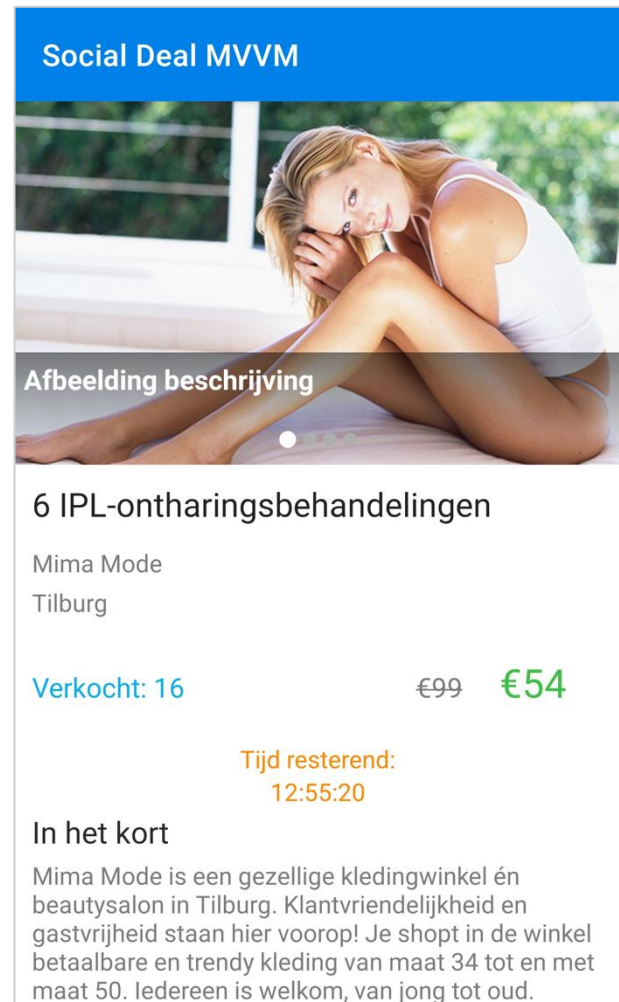 Social Deal MVVM
Afbeelding beschrijving
6 IPL-ontharingsbehandelingen
Mima Mode
Tilburg
Verkocht: 16 €99 €54
Tijd resterend:
12:55:20
In het kort
Mima Mode is een gezellige kledingwinkel én
beautysalon in Tilburg. Klantvriendelijkheid en
gastvrijheid staan hier voorop! Je shopt in de winkel
betaalbare en trendy kleding van maat 34 tot en met
maat 50. Iedereen is welkom, van jong tot oud.